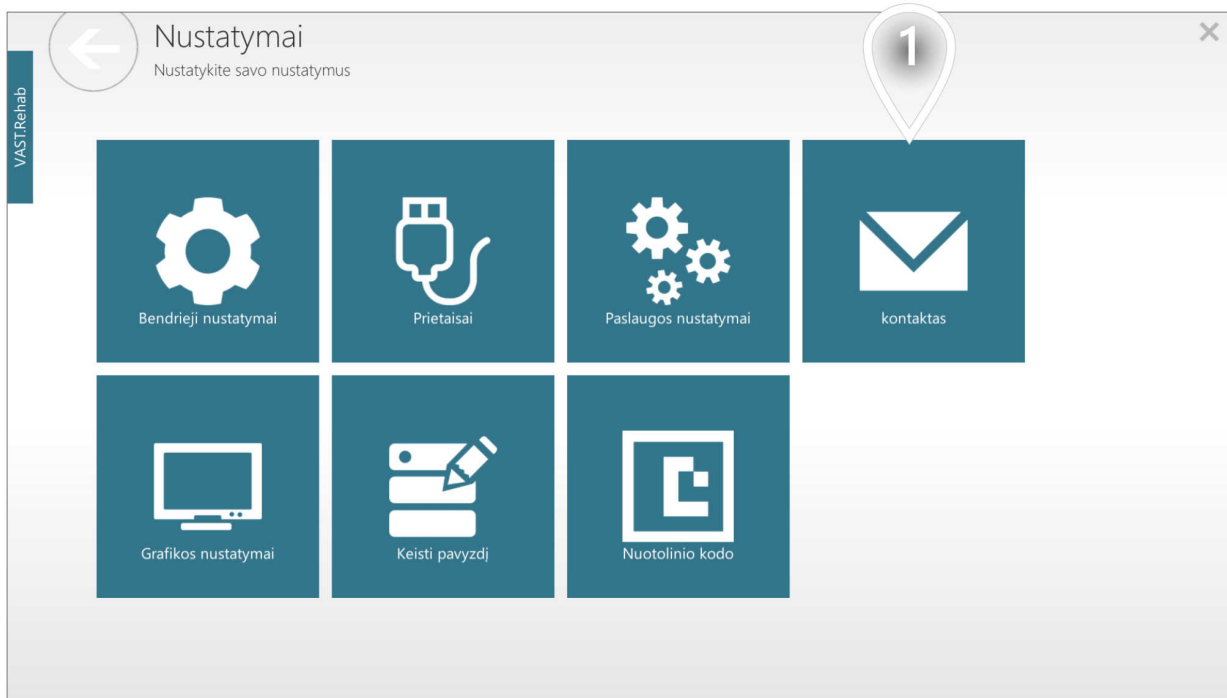 Nustatymai
Nustatykite savo nustatymus
1
VAST.Rehab
Bendrieji nustatymai
Prietaisai
Paslaugos nustatymai
kontaktas
Grafikos nustatymai
Keisti pavyzdį
Nuotolinio kodo